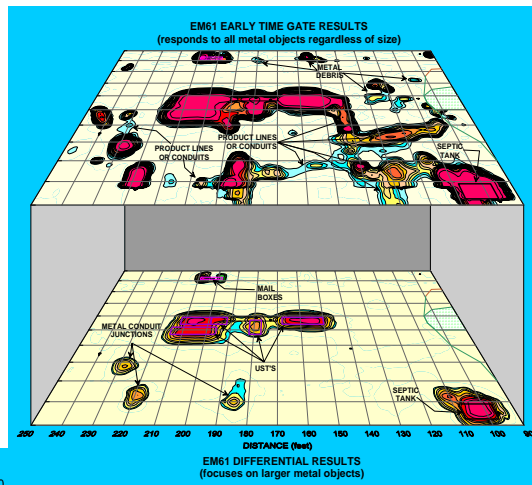 EM61 EARLY TIME GATE RESULTS
(responds to all metal objects regardless of size)
METAL
DEBRIS
PRODUCT LINES
OR CONDUITS
PRODUCT LINES
OR CONDUITS
SEPTIC
TANK
MAIL
BOXES
METAL CONDUIT
JUNCTIONS
UST'S
SEPTIC
TANK
250 240 220 210 200 190 180 170 160 150 140 130 120 110 100 90
DISTANCE (feet)
EM61 DIFFERENTIAL RESULTS
(focuses on larger metal objects)